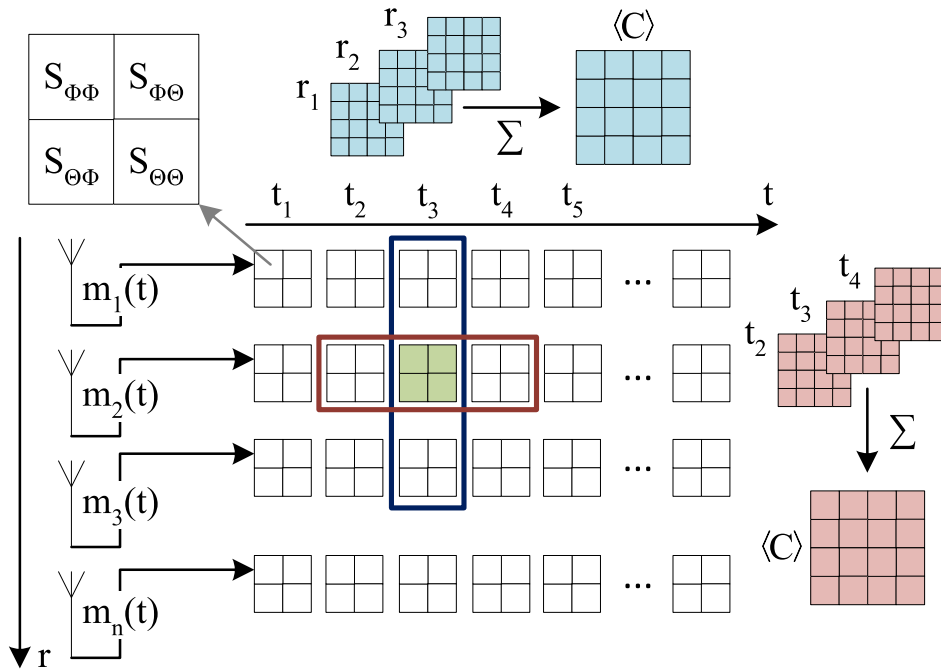 S_ΦΦ S_ΦΘ
S_ΘΦ S_ΘΘ
r_1 r_2 r_3
∑
⟨C⟩
t_1 t_2 t_3 t_4 t_5 t
m_1(t)
...
m_2(t)
...
m_3(t)
...
m_n(t)
...
r
t_2 t_3 t_4
∑
⟨C⟩